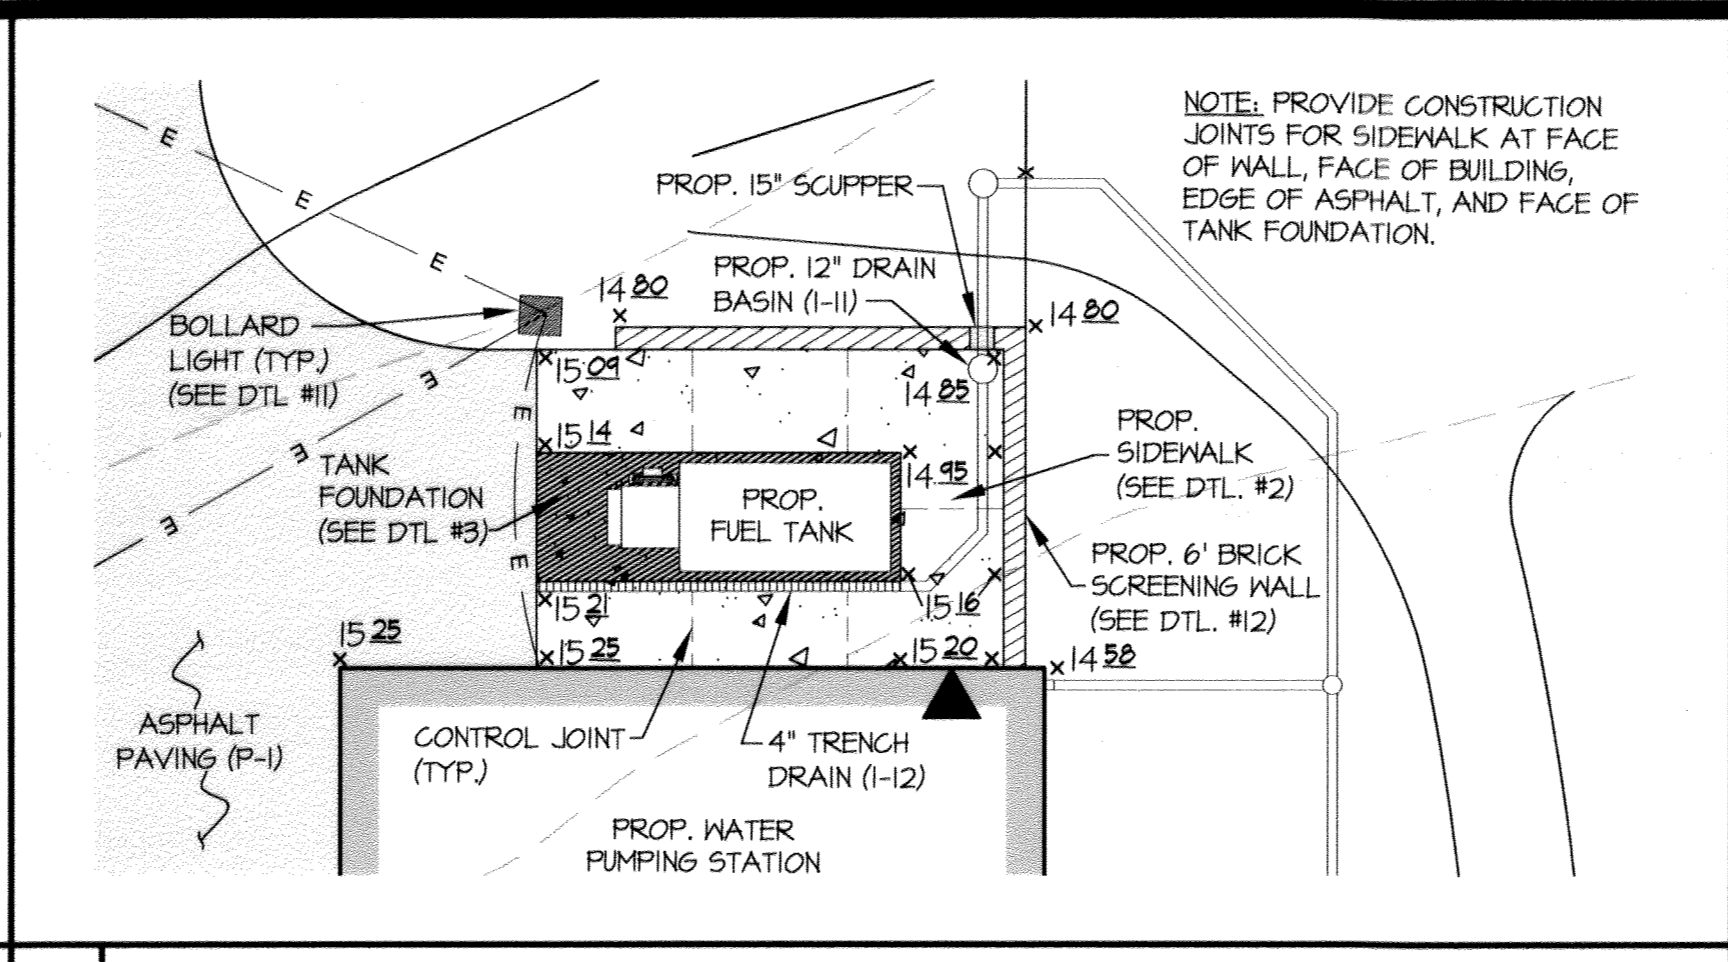 NOTE: PROVIDE CONSTRUCTION
JOINTS FOR SIDEWALK AT FACE
OF WALL, FACE OF BUILDING,
EDGE OF ASPHALT, AND FACE OF
TANK FOUNDATION.
E
E
E
PROP. 15" SCUPPER
PROP. 12" DRAIN
BASIN (I-11)
14 80
14 80
BOLLARD
LIGHT (TYP.)
(SEE DTL #11)
15 09
14 85
E
E
15 14
14 95
PROP.
SIDEWALK
(SEE DTL. #2)
E
TANK
FOUNDATION
(SEE DTL #3)
PROP.
FUEL TANK
E
E
PROP. 6' BRICK
SCREENING WALL
(SEE DTL. #12)
15 21
15 16
15 25
15 25
15 20
14 58
ASPHALT
PAVING (P-1)
CONTROL JOINT
(TYP.)
4" TRENCH
DRAIN (I-12)
PROP. WATER
PUMPING STATION